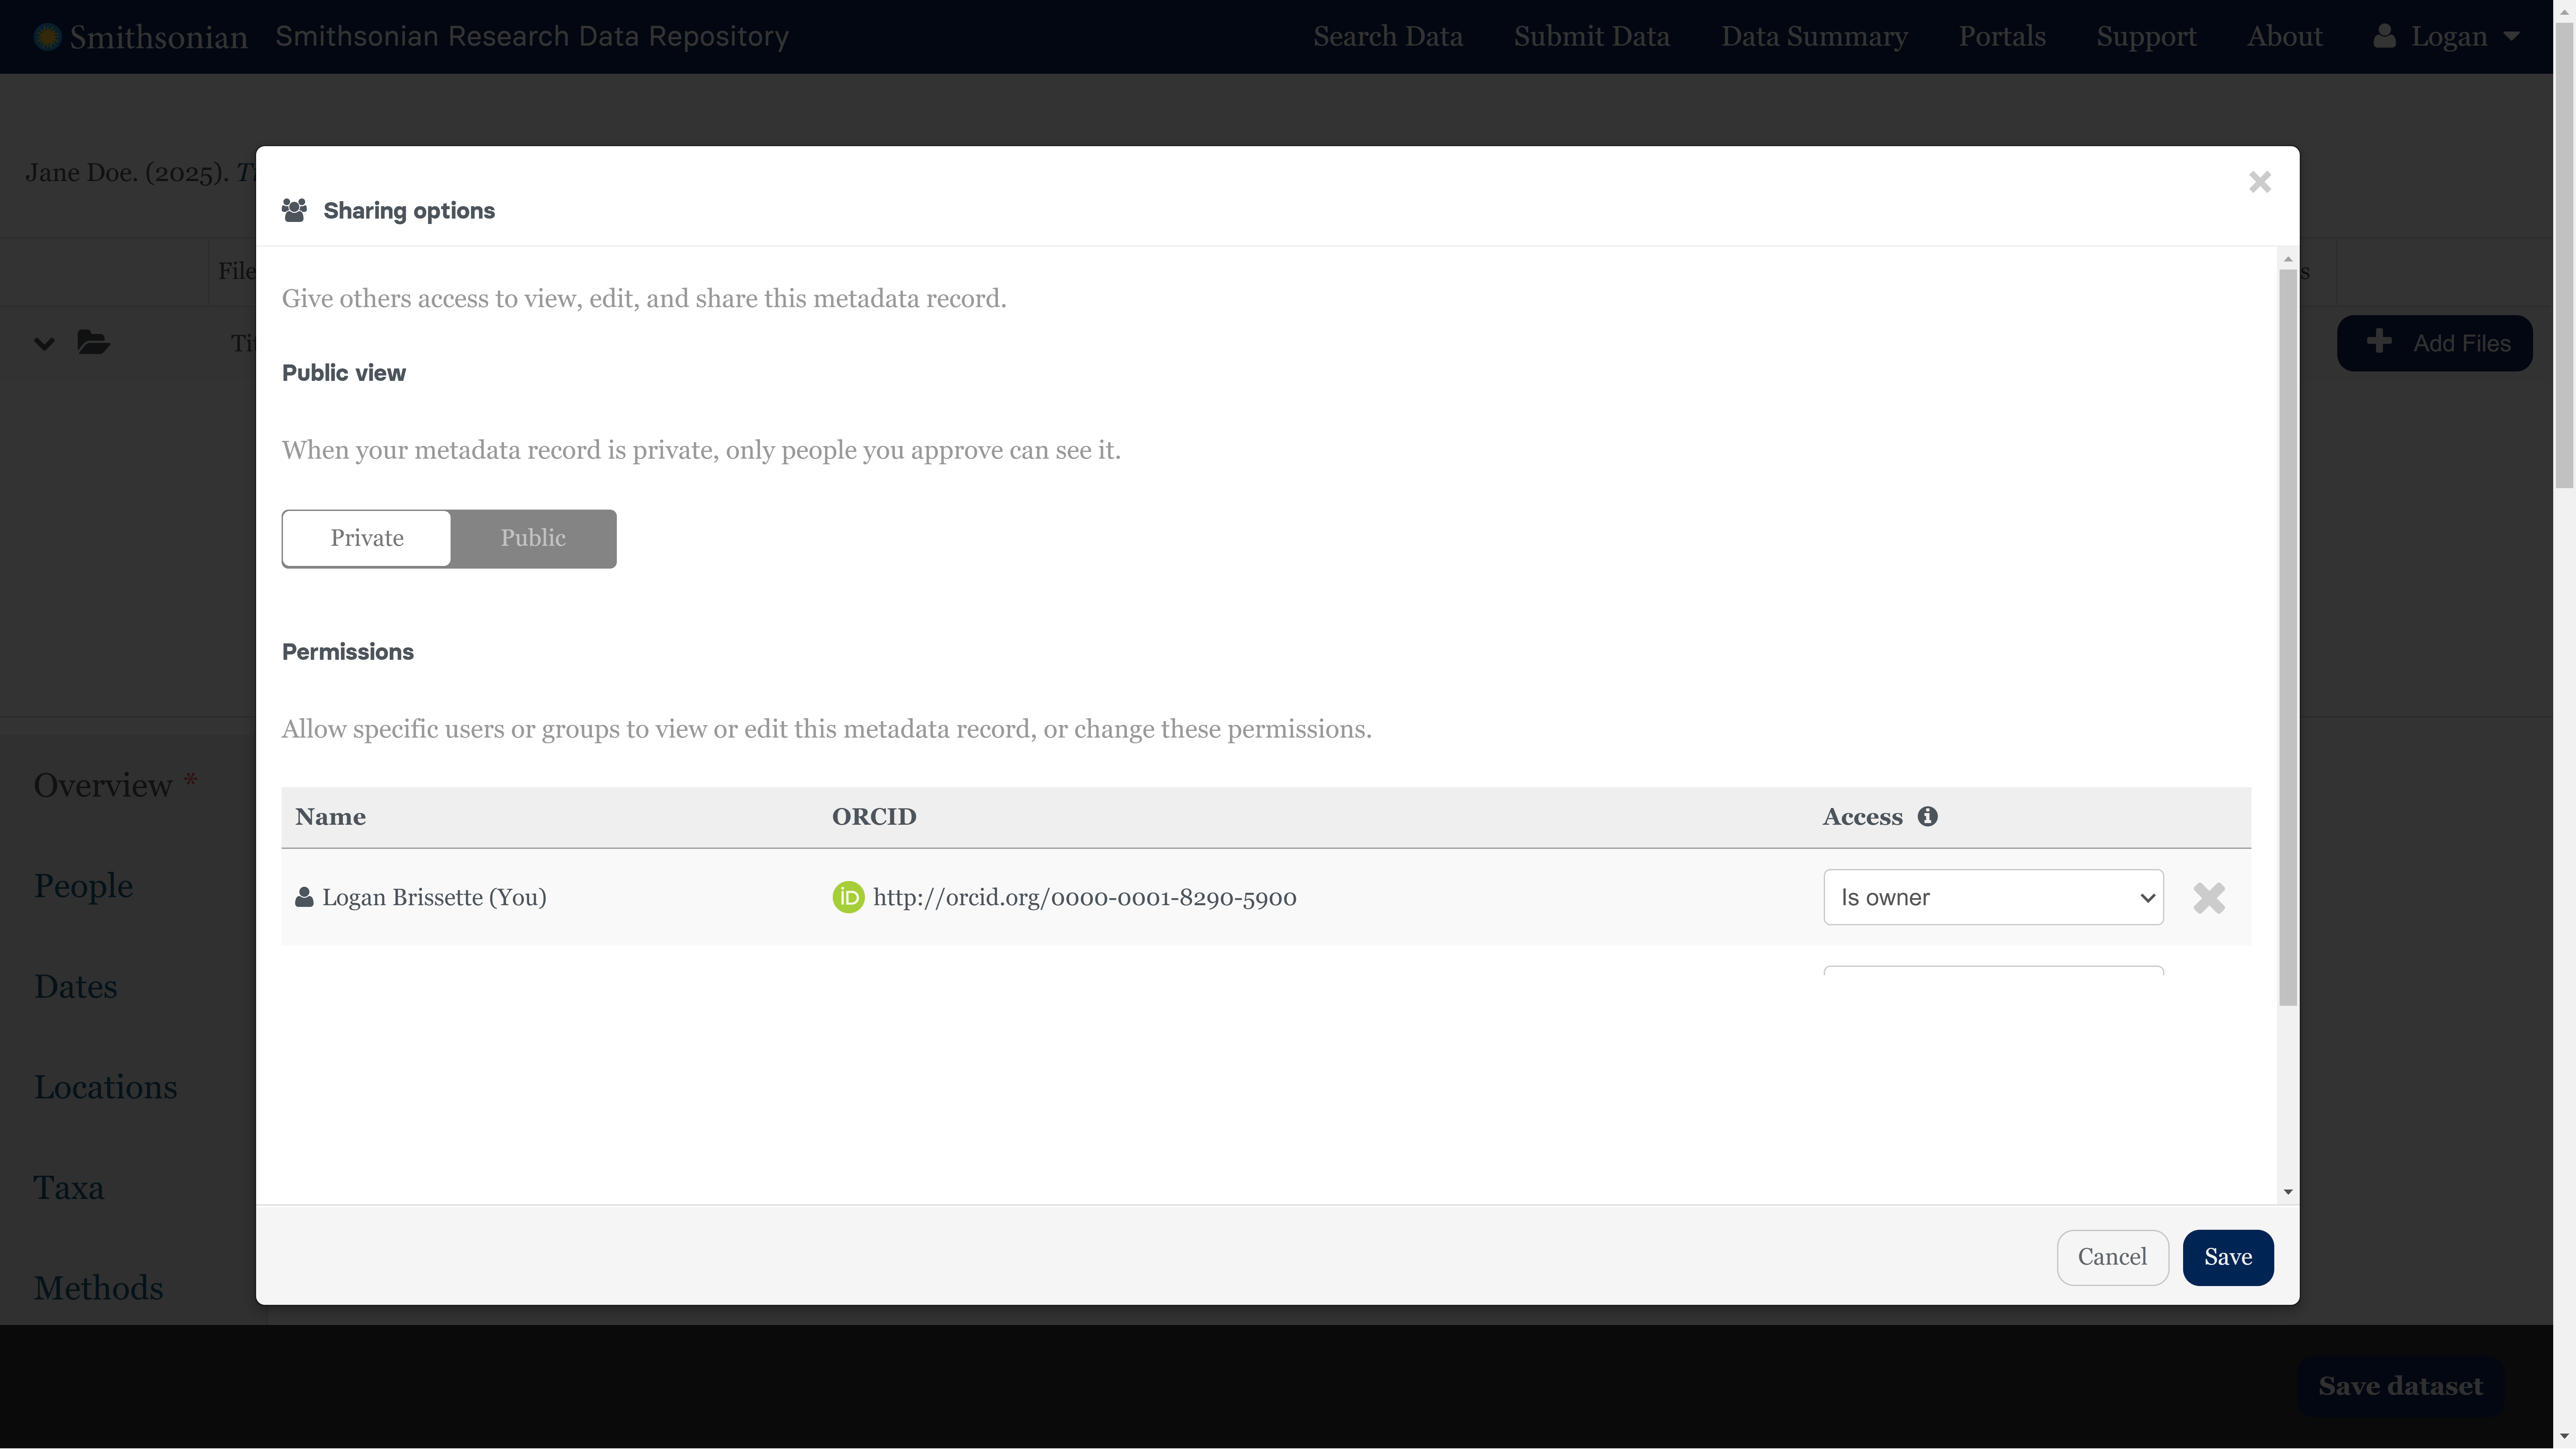 Smithsonian Smithsonian Research Data Repository Search Data Submit Data Data Summary Portals Support About Logan
Jane Doe. (2025).
Sharing options
File
Give others access to view, edit, and share this metadata record.
Add Files
Public view
When your metadata record is private, only people you approve can see it.
Private Public
Permissions
Allow specific users or groups to view or edit this metadata record, or change these permissions.
Overview *
Name ORCID Access
People
Logan Brissette (You) iD http://orcid.org/0000-0001-8290-5900 Is owner
Dates
Locations
Taxa
Cancel Save
Methods
Save dataset